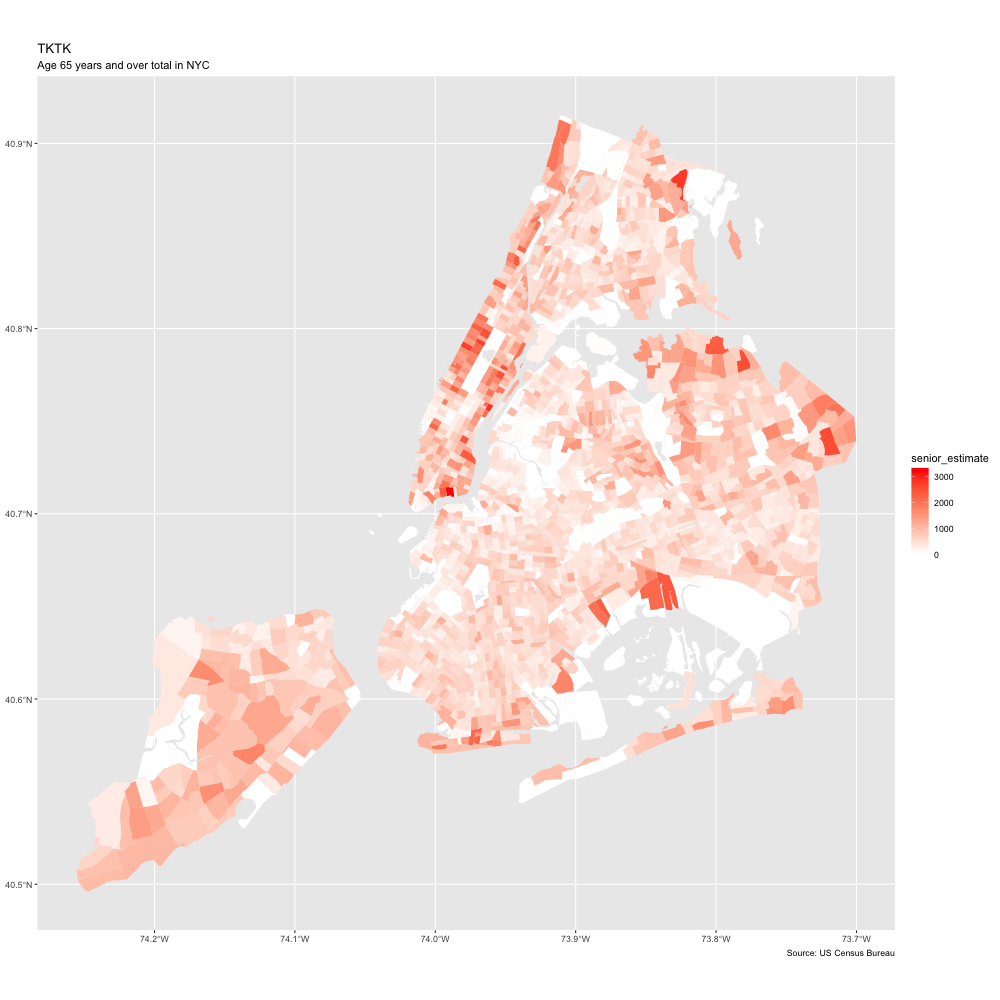 TKTK
Age 65 years and over total in NYC
40.9°N
40.8°N
40.7°N
40.6°N
40.5°N
74.2°W 74.1°W 74.0°W 73.9°W 73.8°W 73.7°W
senior_estimate
3000
2000
1000
0
Source: US Census Bureau